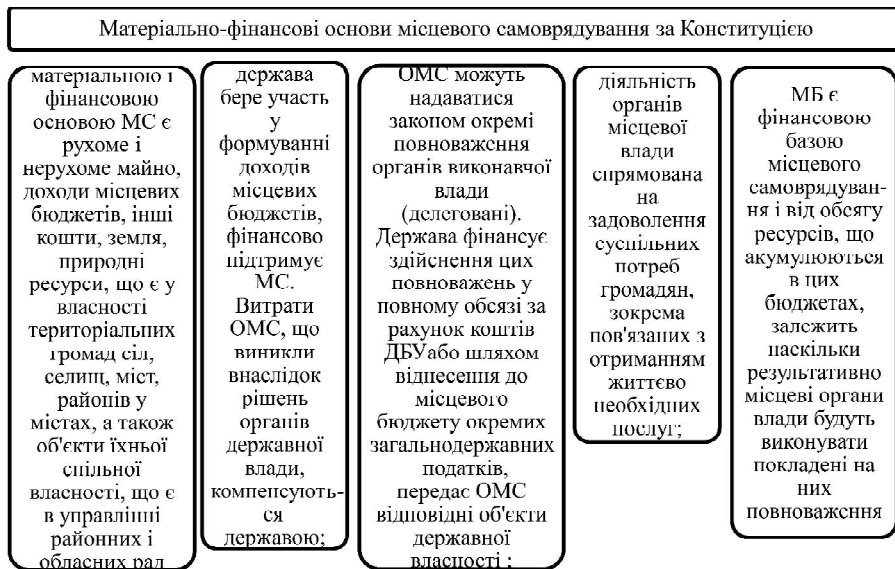 Матеріально-фінансові основи місцевого самоврядування за Конституцією
матеріальною і
фінансовою
основою МС є
рухоме і
нерухоме майно,
доходи місцевих
бюджетів, інші
кошти, земля,
природні
ресурси, що є у
власності
територіальних
громад сіл,
селищ, міст,
районів у
містах, а також
об'єкти їхньої
спільної
власності, що є
в управлінні
районних і
обласних рад
держава
бере участь
у
формуванні
доходів
місцевих
бюджетів,
фінансово
підтримує
МС.
Витрати
ОМС, що
виникли
внаслідок
рішень
органів
державної
влади,
компенсують-
ся
державою;
ОМС можуть
надаватися
законом окремі
повноваження
органів виконавчої
влади
(делеговані).
Держава фінансує
здійснення цих
повноважень у
повному обсязі за
рахунок коштів
ДБУабо шляхом
віднесення до
місцевого
бюджету окремих
загальнодержавних
податків,
передає ОМС
відповідні об'єкти
державної
власності ;
діяльність
органів
місцевої
влади
спрямована
на
задоволення
суспільних
потреб
громадян,
зокрема
пов'язаних з
отриманням
життєво
необхідних
послуг;
МБ є
фінансовою
базою
місцевого
самоврядуван-
ня і від обсягу
ресурсів, що
акумулюються
в цих
бюджетах,
залежить
наскільки
результативно
місцеві органи
влади будуть
виконувати
покладені на
них
повноваження